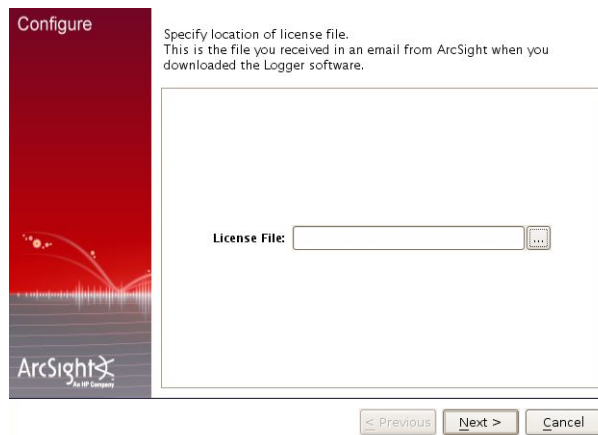 Configure
Specify location of license file.
This is the file you received in an email from ArcSight when you
downloaded the Logger software.
License File:
...
ArcSight
An HP Company
< Previous
Next >
Cancel